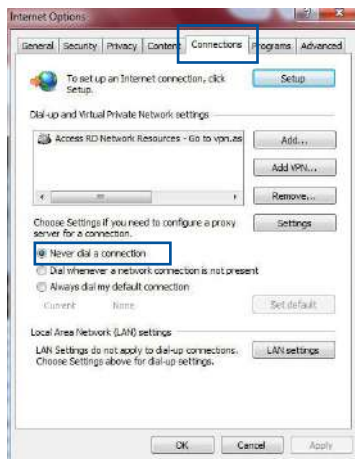 Internet Options
General Security Privacy Content Connections Programs Advanced
To set up an Internet connection, click
Setup.
Setup
Dial-up and Virtual Private Network settings
Access RD Network Resources - Go to vpn.as
Add...
Add VPN...
Remove...
Choose Settings if you need to configure a proxy
server for a connection.
Settings
Never dial a connection
Dial whenever a network connection is not present
Always dial my default connection
Current None
Set default
Local Area Network (LAN) settings
LAN Settings do not apply to dial-up connections.
Choose Settings above for dial-up settings.
LAN settings
OK Cancel Apply